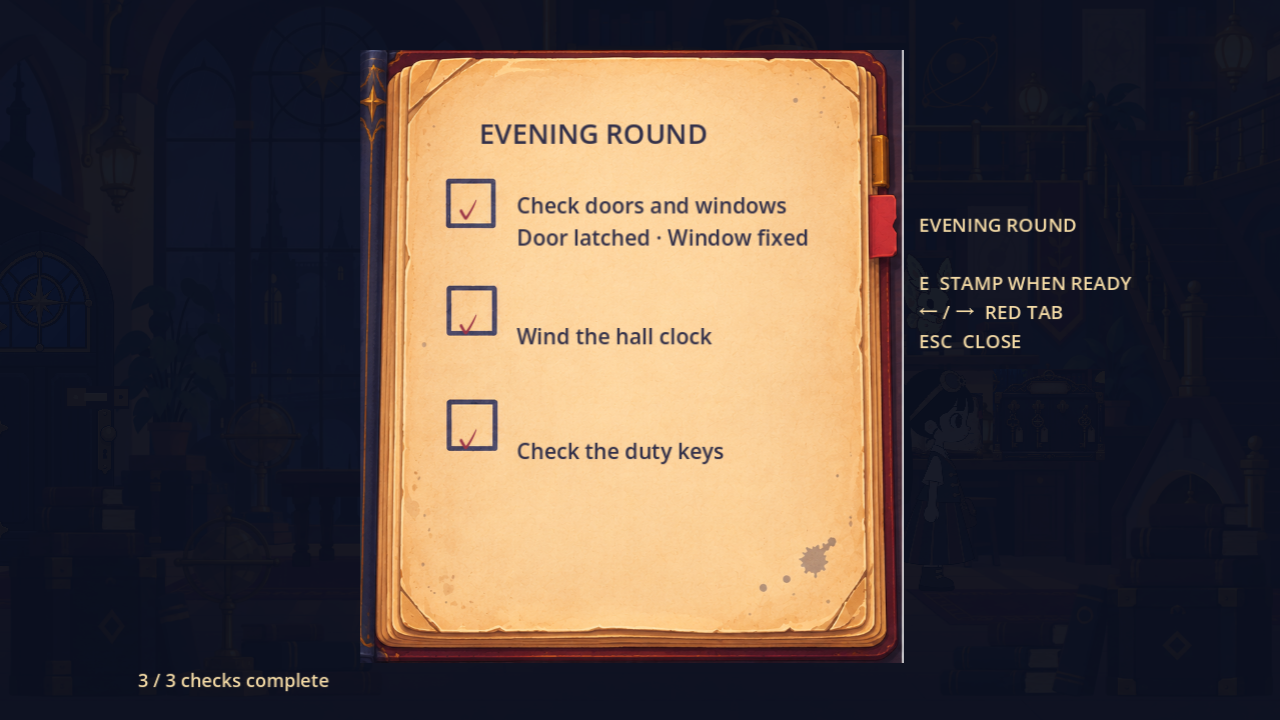 EVENING ROUND
Check doors and windows
Door latched · Window fixed
Wind the hall clock
Check the duty keys
EVENING ROUND
E STAMP WHEN READY
← / → RED TAB
ESC CLOSE
3 / 3 checks complete